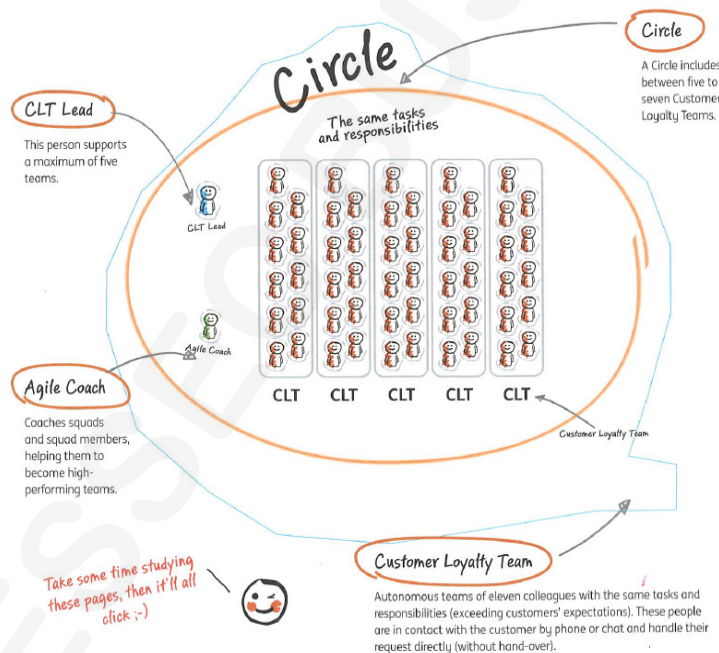 Circle
Circle
A Circle includes
between five to
seven Customer
Loyalty Teams.
CLT Lead
This person supports
a maximum of five
teams.
The same tasks
and responsibilities
CLT Lead
Agile Coach
Agile Coach
Coaches squads
and squad members,
helping them to
become high-
performing teams.
CLT CLT CLT CLT CLT
Customer Loyalty Team
Take some time studying
these pages, then it'll all
click ;-)
Customer Loyalty Team
Autonomous teams of eleven colleagues with the same tasks and
responsibilities (exceeding customers' expectations). These people
are in contact with the customer by phone or chat and handle their
request directly (without hand-over).